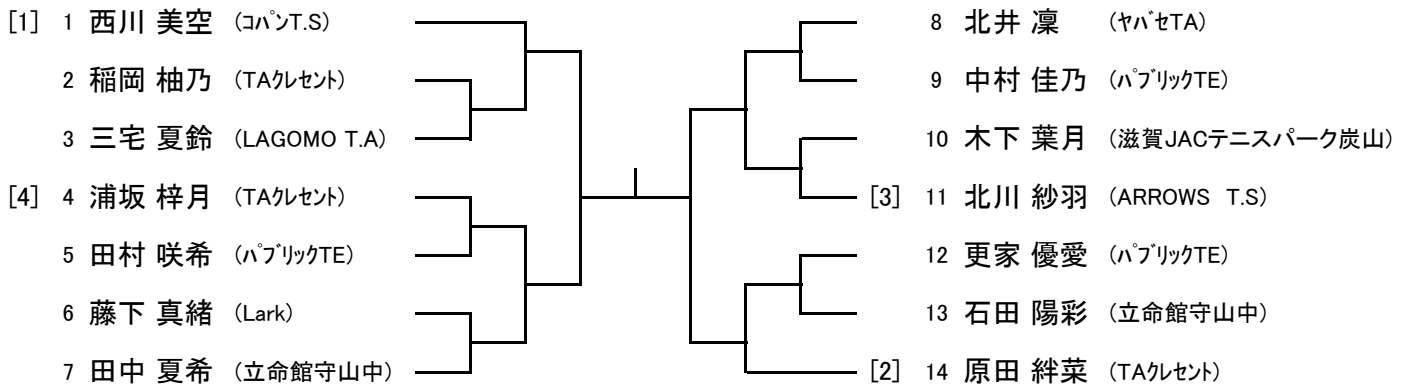 [1] 1 西川 美空 (ｺﾊﾟﾝT.S)
2 稲岡 柚乃 (TAｸﾚｾﾝﾄ)
3 三宅 夏鈴 (LAGOMO T.A)
[4] 4 浦坂 梓月 (TAｸﾚｾﾝﾄ)
5 田村 咲希 (ﾊﾟﾌﾞﾘｯｸTE)
6 藤下 真緒 (Lark)
7 田中 夏希 (立命館守山中)
8 北井 凜 (ﾔﾊﾞｾTA)
9 中村 佳乃 (ﾊﾟﾌﾞﾘｯｸTE)
10 木下 葉月 (滋賀JACテニスパーク炭山)
[3] 11 北川 紗羽 (ARROWS T.S)
12 更家 優愛 (ﾊﾟﾌﾞﾘｯｸTE)
13 石田 陽彩 (立命館守山中)
[2] 14 原田 絆菜 (TAｸﾚｾﾝﾄ)